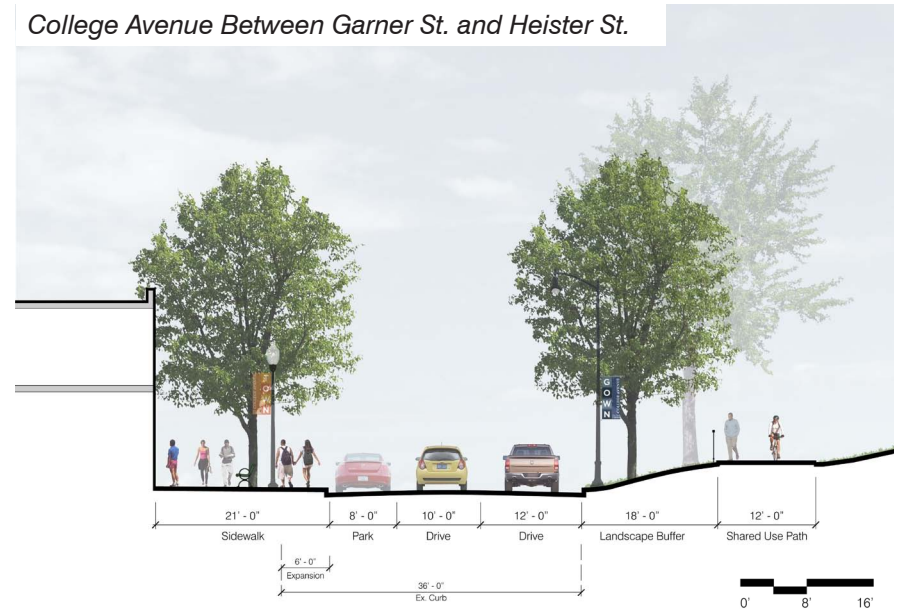 College Avenue Between Garner St. and Heister St.
TOWN
GOWN
21' - 0"
8' - 0"
10' - 0"
12' - 0"
18' - 0"
12' - 0"
Sidewalk
Park
Drive
Drive
Landscape Buffer
Shared Use Path
6' - 0"
Expansion
36' - 0"
Ex. Curb
0'
8'
16'